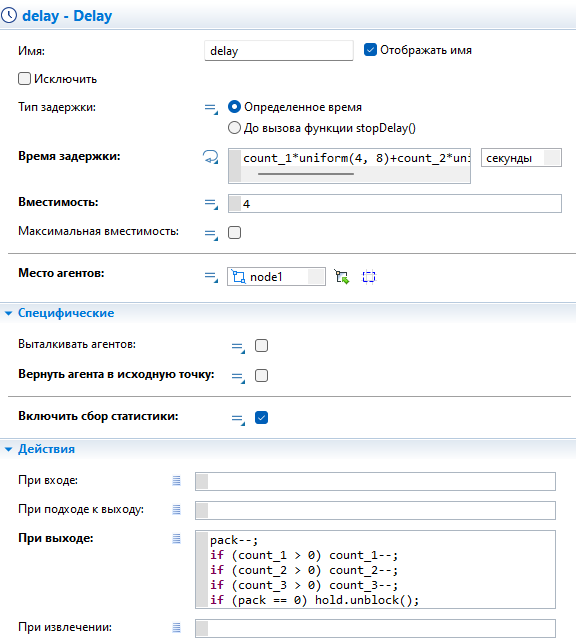 delay - Delay
Имя:
delay
Отображать имя
Исключить
Тип задержки:
Определенное время
До вызова функции stopDelay()
Время задержки:
count_1*uniform(4, 8)+count_2*uni
секунды
Вместимость:
4
Максимальная вместимость:
Место агентов:
node1
Специфические
Выталкивать агентов:
Вернуть агента в исходную точку:
Включить сбор статистики:
Действия
При входе:
При подходе к выходу:
При выходе:
pack--;
if (count_1 > 0) count_1--;
if (count_2 > 0) count_2--;
if (count_3 > 0) count_3--;
if (pack == 0) hold.unblock();
При извлечении: